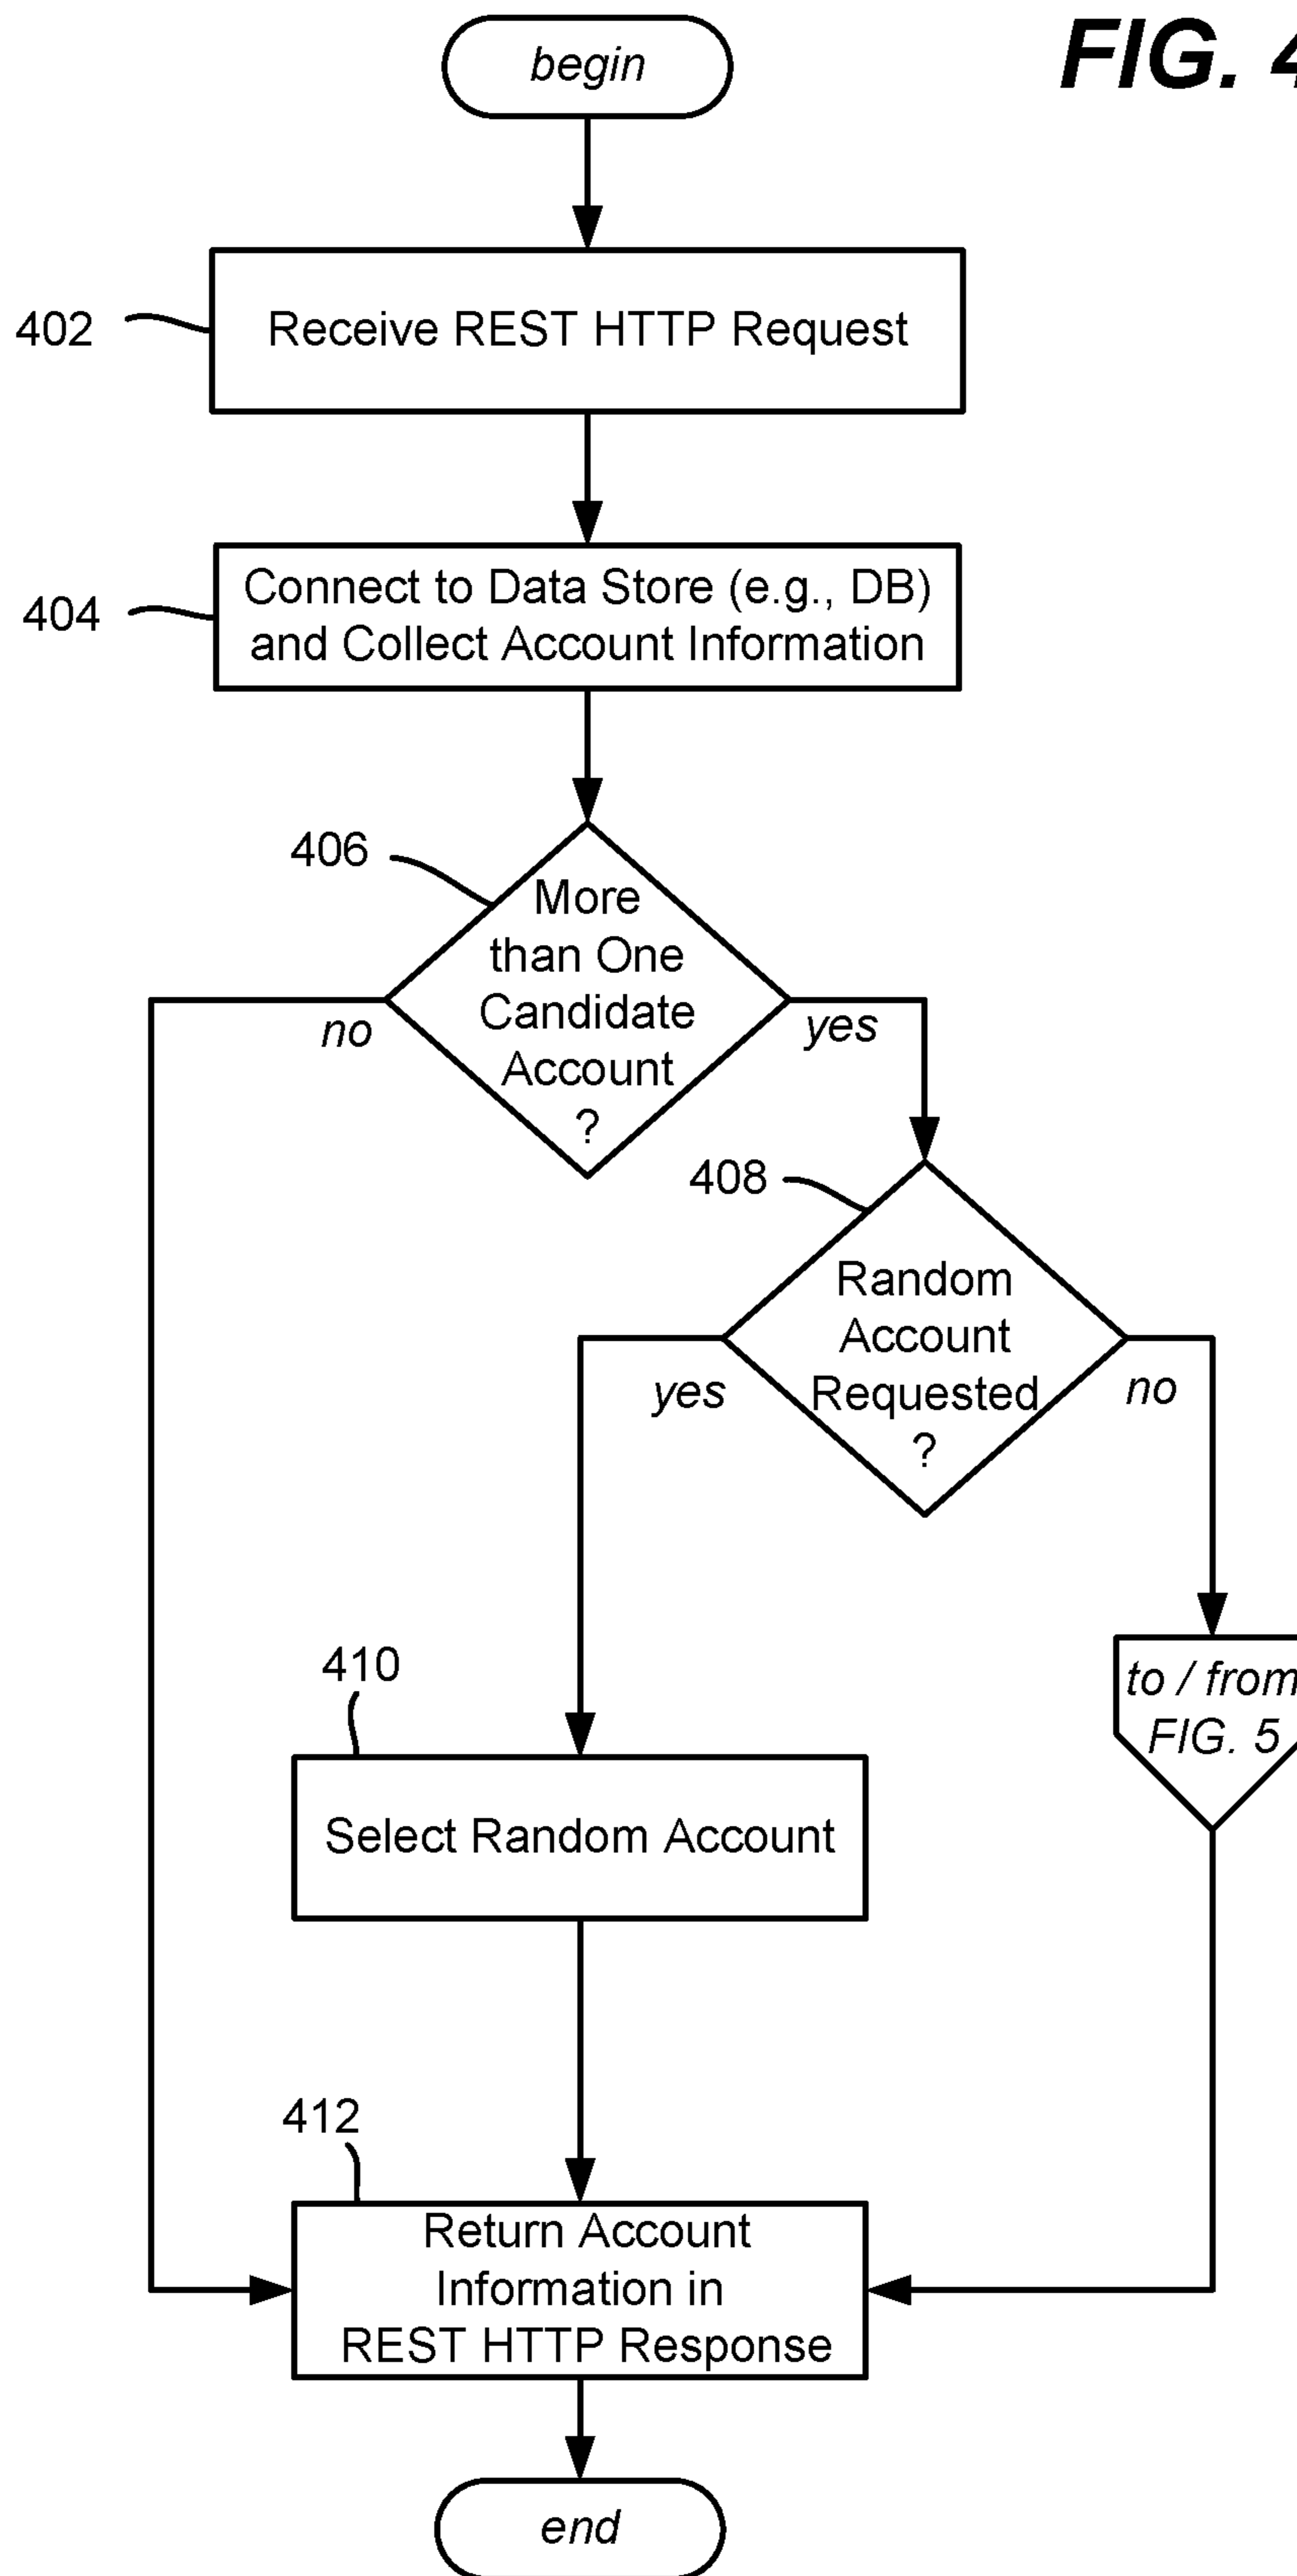 begin
FIG. 4
402
Receive REST HTTP Request
404
Connect to Data Store (e.g., DB)
and Collect Account Information
406
More
than One
Candidate
Account
?
no
yes
408
Random
Account
Requested
?
yes
no
to / from
FIG. 5
410
Select Random Account
412
Return Account
Information in
REST HTTP Response
end